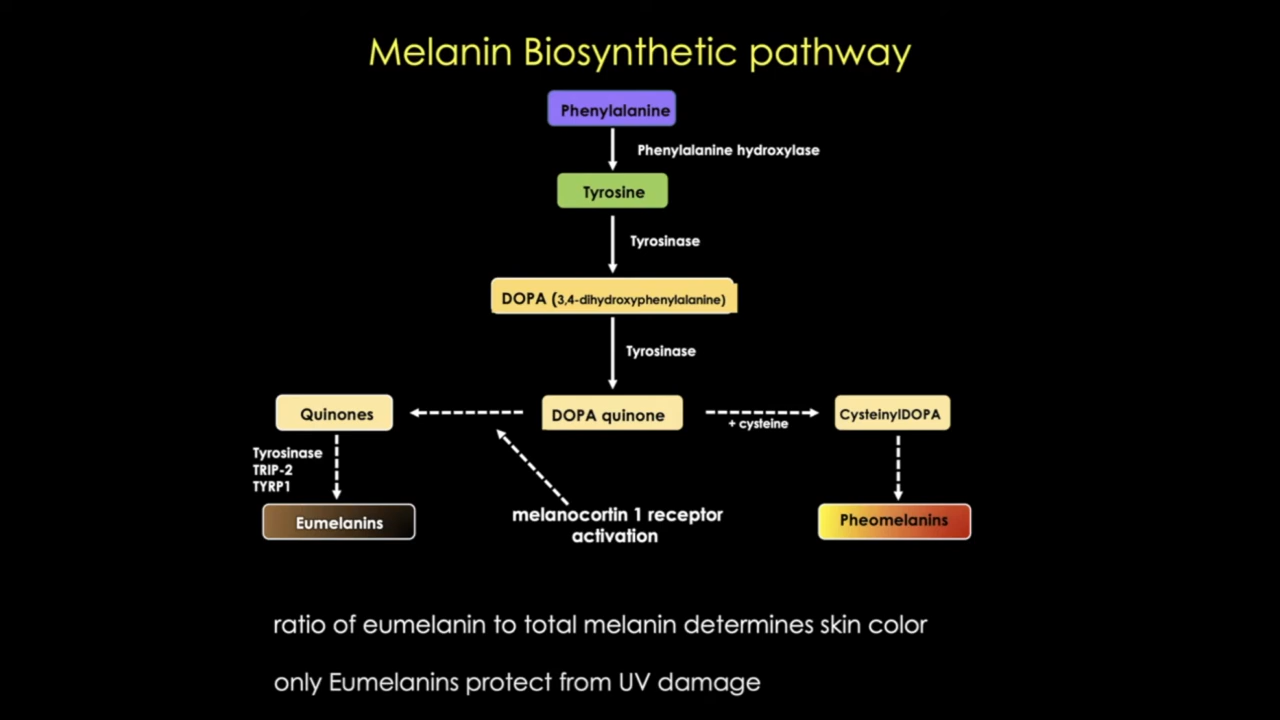 Melanin Biosynthetic pathway
Phenylalanine
Phenylalanine hydroxylase
Tyrosine
Tyrosinase
DOPA (3,4-dihydroxyphenylalanine)
Tyrosinase
Quinones
DOPA quinone
+ cysteine
CysteinylDOPA
Tyrosinase
TRIP-2
TYRP1
Eumelanins
melanocortin 1 receptor
activation
Pheomelanins
ratio of eumelanin to total melanin determines skin color
only Eumelanins protect from UV damage